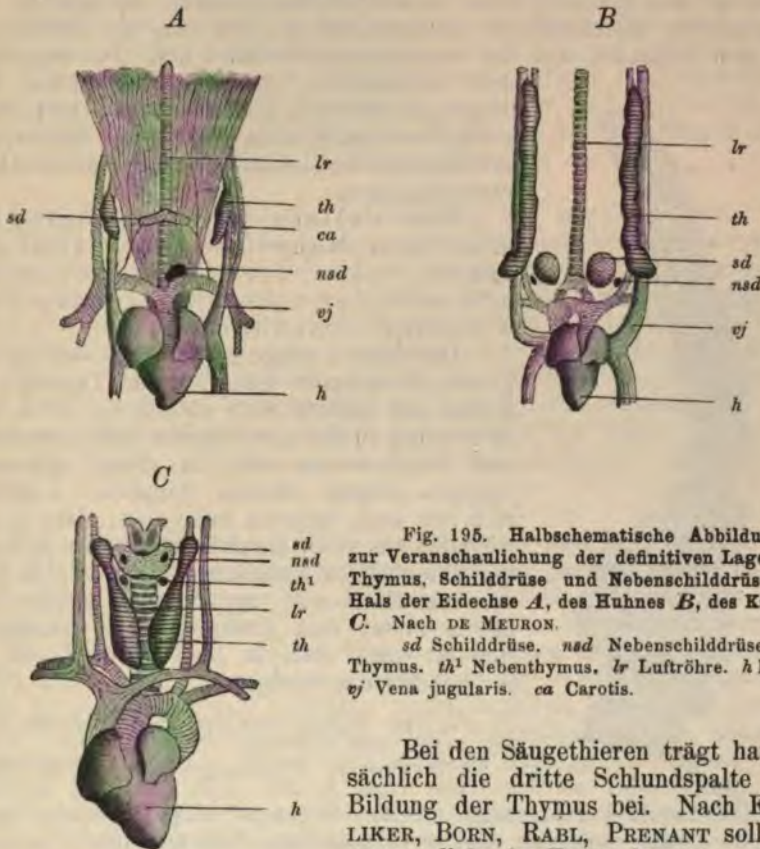 A
B
lr
th
sd
ca
nsd
vj
h
lr
th
sd
nsd
vj
h
C
sd
nsd
th¹
lr
th
h
Fig. 195. Halbschematische Abbildu
zur Veranschaulichung der definitiven Lage
Thymus, Schilddrüse und Nebenschilddrüs
Hals der Eidechse A, des Huhnes B, des K
C. Nach DE MEURON.
sd Schilddrüse. nsd Nebenschilddrüse
Thymus. th¹ Nebenthymus. lr Luftröhre. h
vj Vena jugularis. ca Carotis.
Bei den Säugethieren trägt ha
sächlich die dritte Schlundspalte
Bildung der Thymus bei. Nach
LIKER, BORN, RABL, PRENANT soll